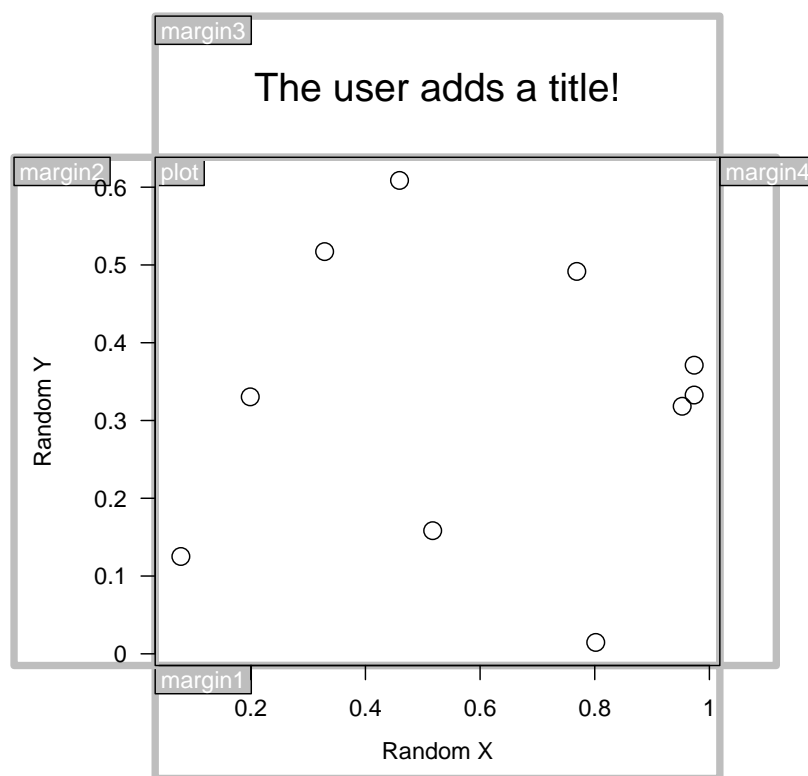 margin3
The user adds a title!
margin2
plot
margin4
0.6
0.5
0.4
0.3
0.2
0.1
0
Random Y
margin1
0.2 0.4 0.6 0.8 1
Random X